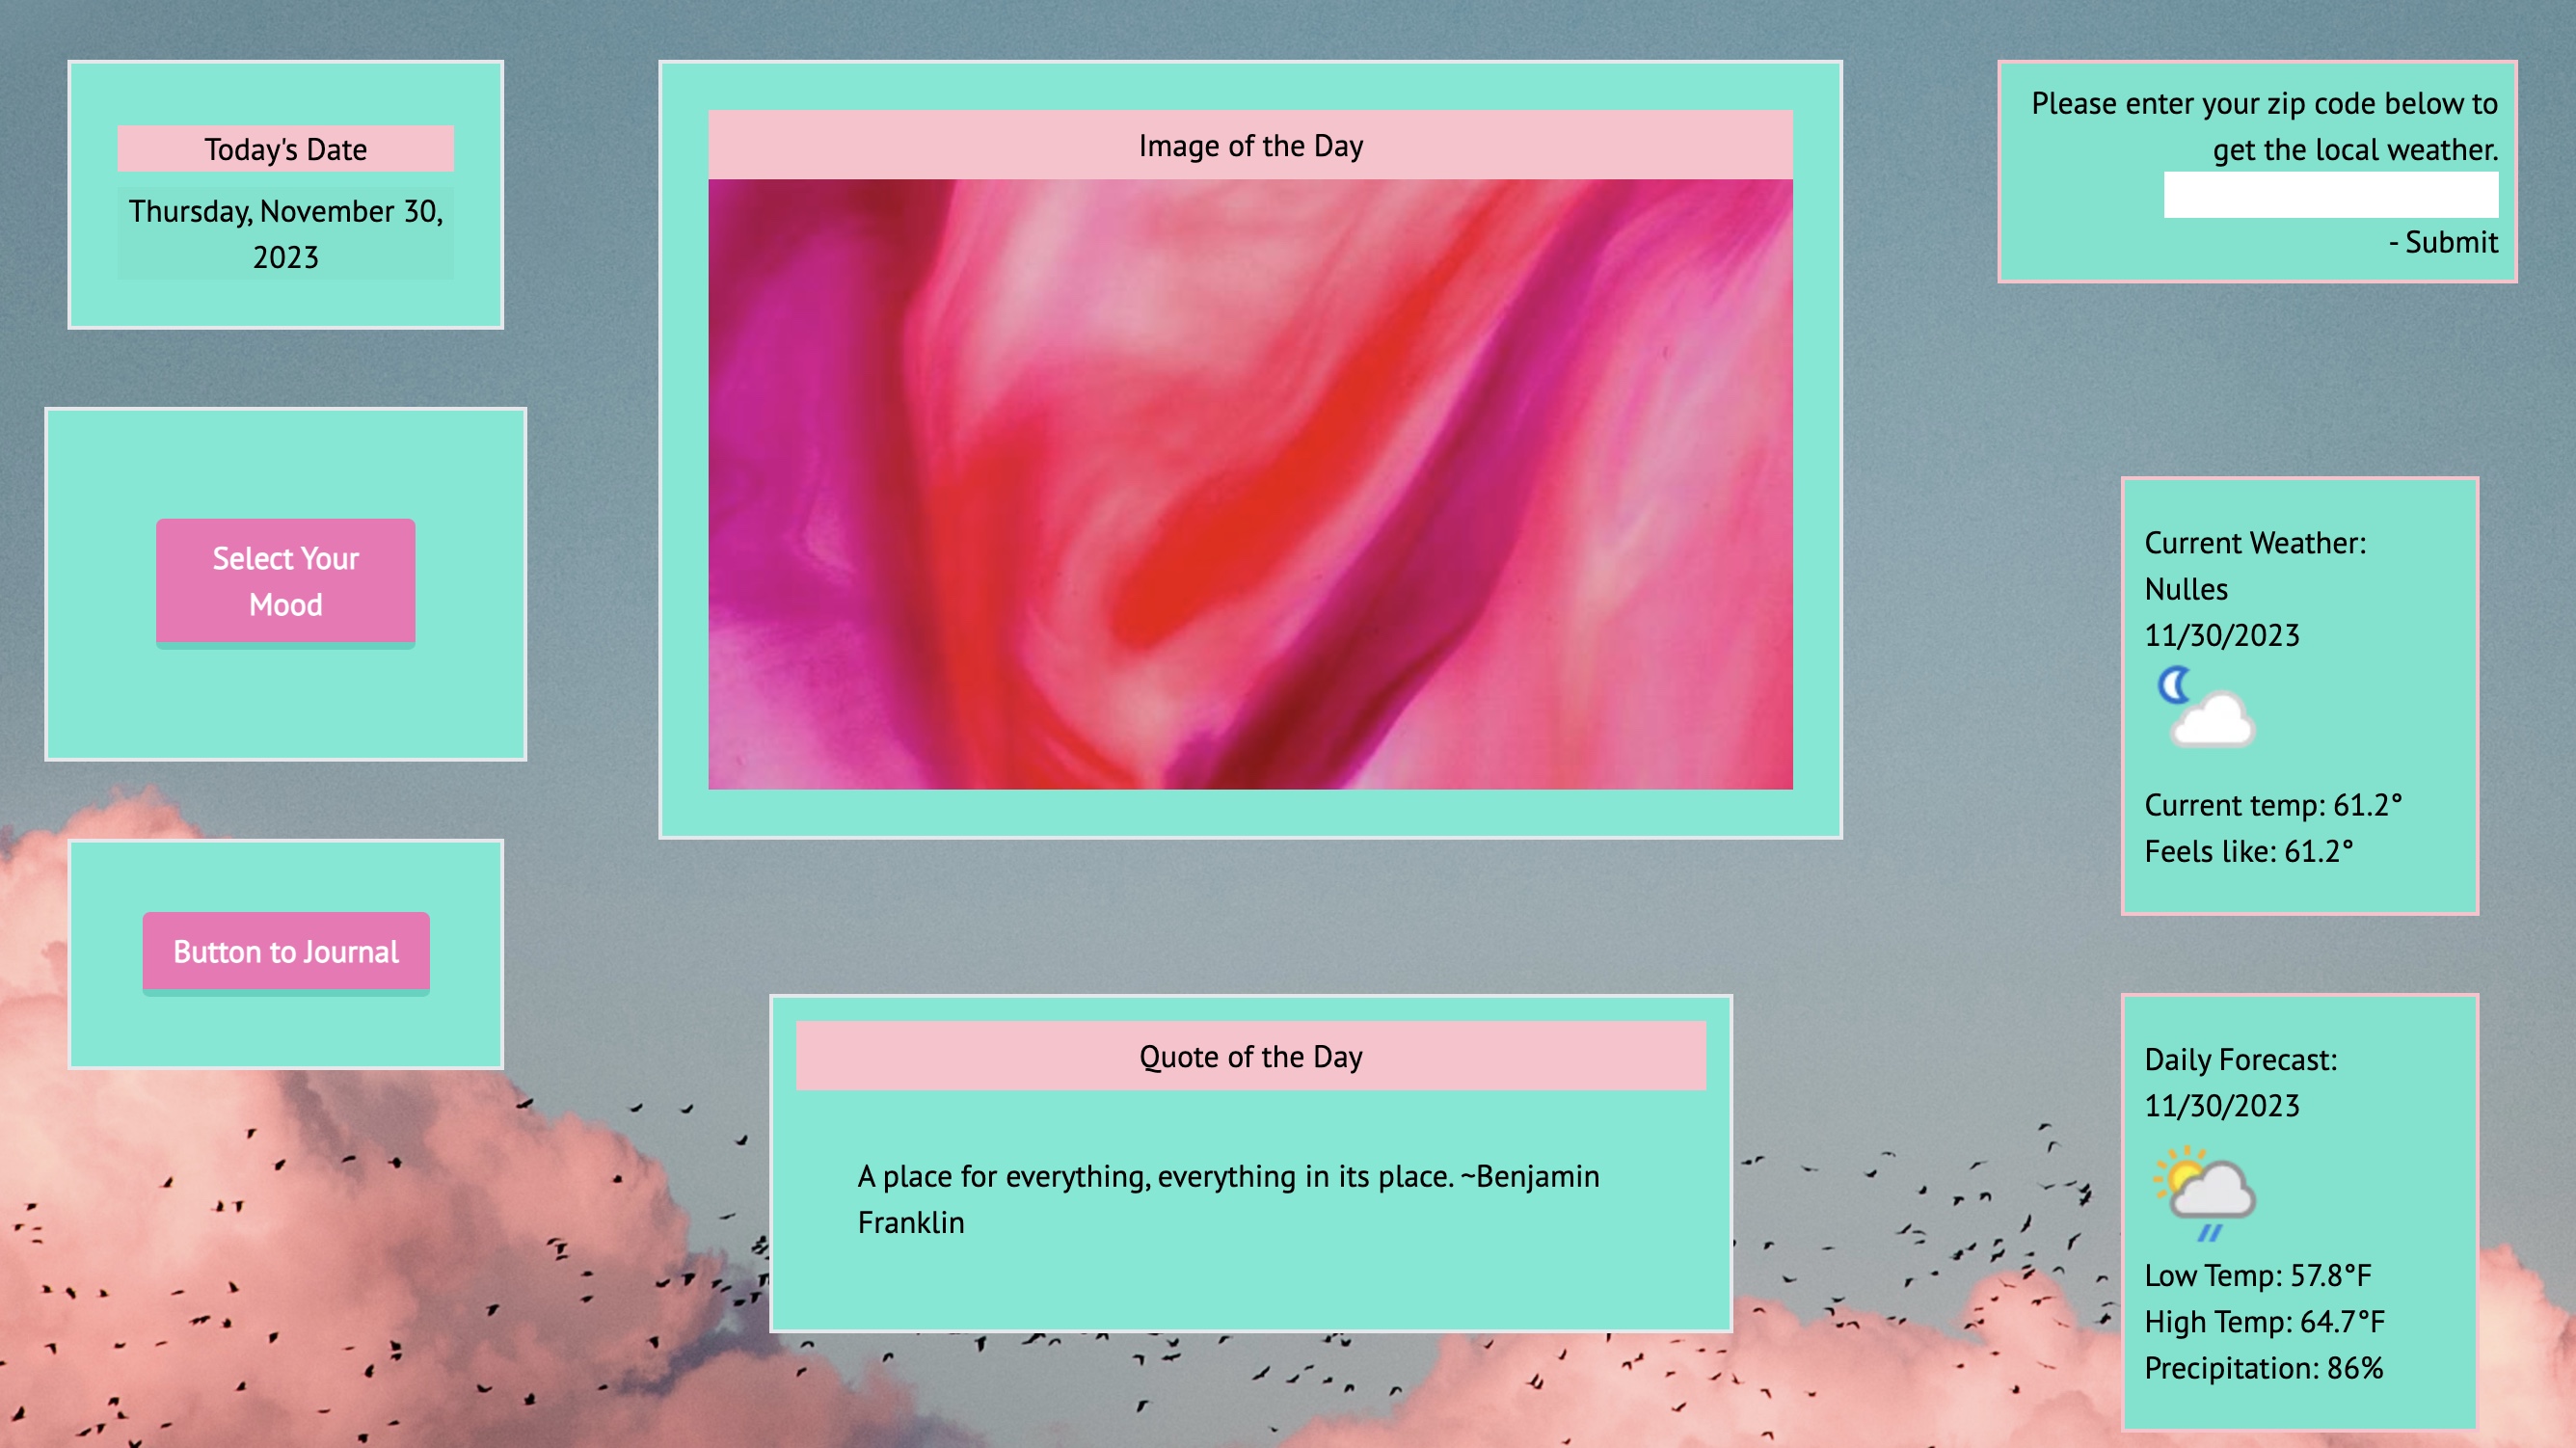 Today's Date
Thursday, November 30,
2023
Select Your
Mood
Button to Journal
Image of the Day
Quote of the Day
A place for everything, everything in its place. ~Benjamin
Franklin
Please enter your zip code below to
get the local weather.
- Submit
Current Weather:
Nulles
11/30/2023
Current temp: 61.2°
Feels like: 61.2°
Daily Forecast:
11/30/2023
Low Temp: 57.8°F
High Temp: 64.7°F
Precipitation: 86%